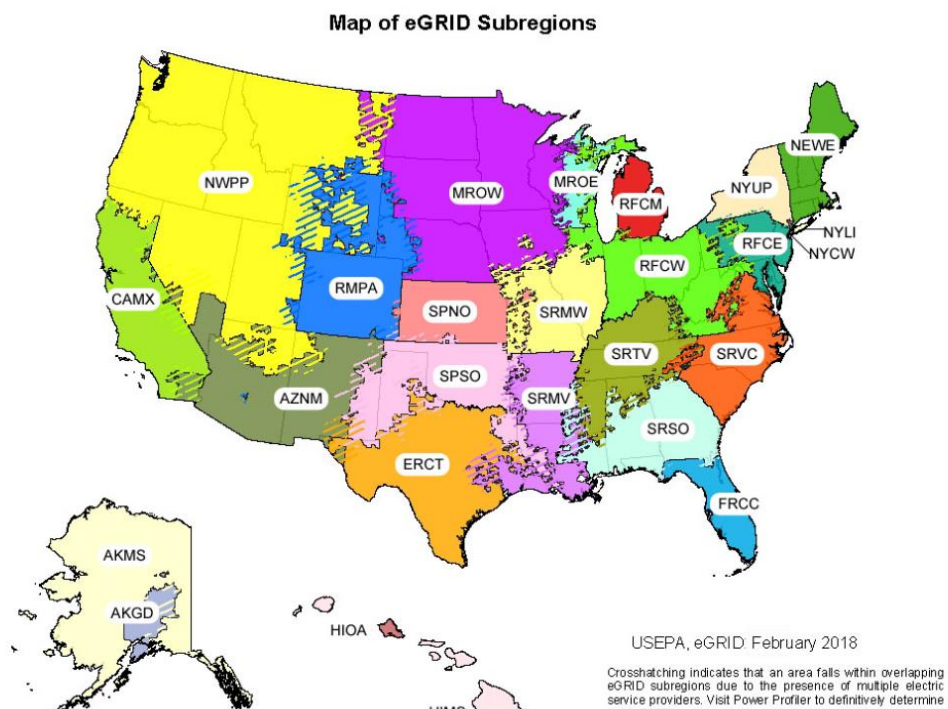 Map of eGRID Subregions
NEWE
NWPP
MROW
MROE
NYUP
RFCM
NYLI
RFCE
NYCW
RFCW
RMPA
CAMX
SPNO
SRMW
SRTV
SRVC
SPSO
AZNM
SRMV
SRSO
ERCT
FRCC
AKMS
AKGD
HIOA
USEPA, eGRID: February 2018
Crosshatching indicates that an area falls within overlapping
eGRID subregions due to the presence of multiple electric
service providers. Visit Power Profiler to definitively determine